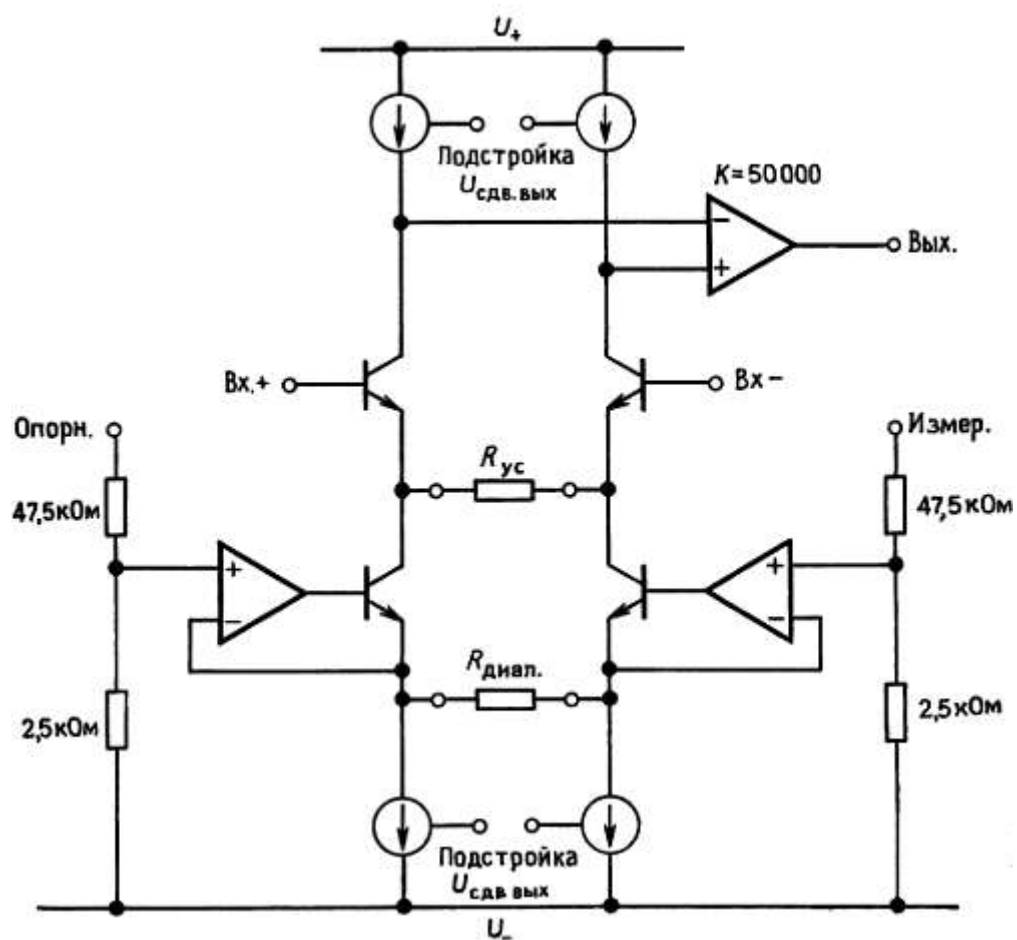 U₊
Подстройка
Uсдв.вых
K=50000
−
+
Вых.
Вх.+
Вх−
Опорн.
Измер.
Rус
47,5кОм
47,5кОм
+
−
+
−
Rдиап.
2,5кОм
2,5кОм
Подстройка
Uсдв вых
U₋